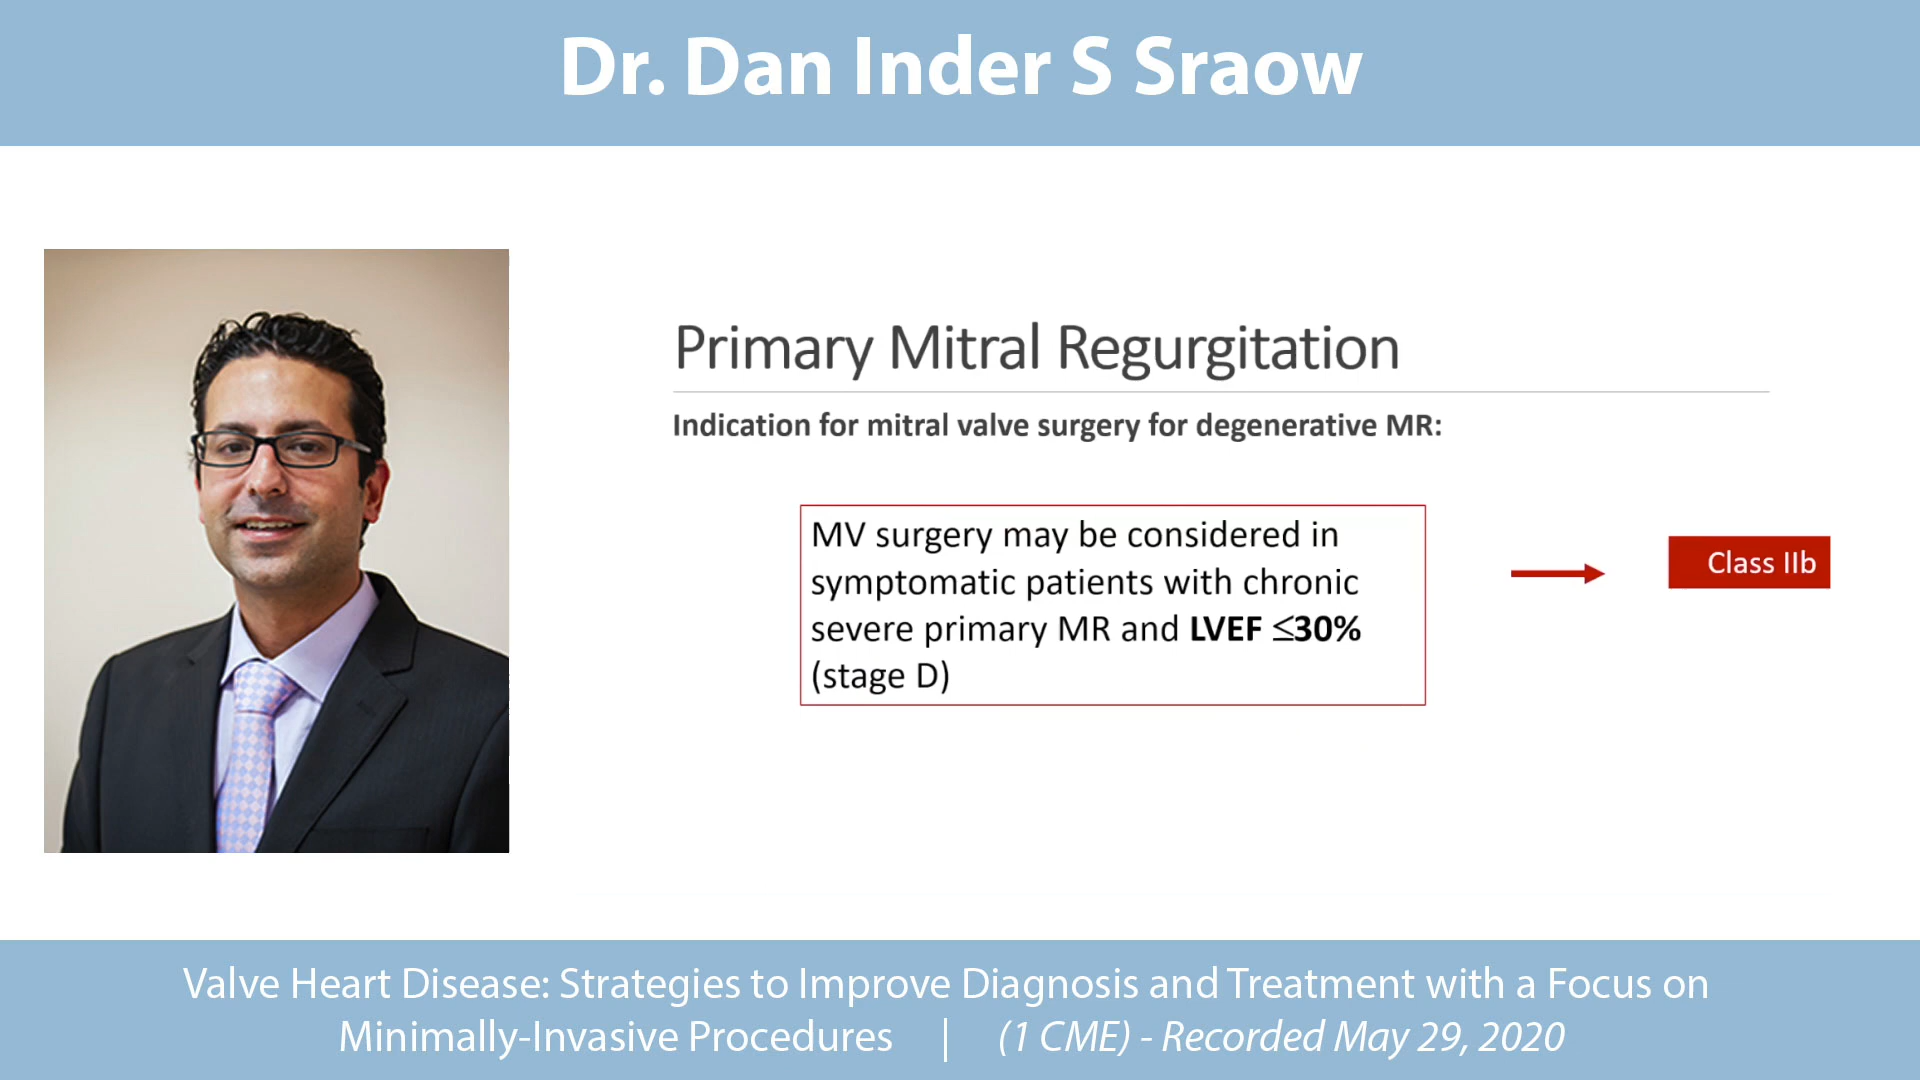 Dr. Dan Inder S Sraow
Primary Mitral Regurgitation
Indication for mitral valve surgery for degenerative MR:
MV surgery may be considered in
symptomatic patients with chronic
severe primary MR and LVEF ≤30%
(stage D)
Class IIb
Valve Heart Disease: Strategies to Improve Diagnosis and Treatment with a Focus on
Minimally-Invasive Procedures | (1 CME) - Recorded May 29, 2020